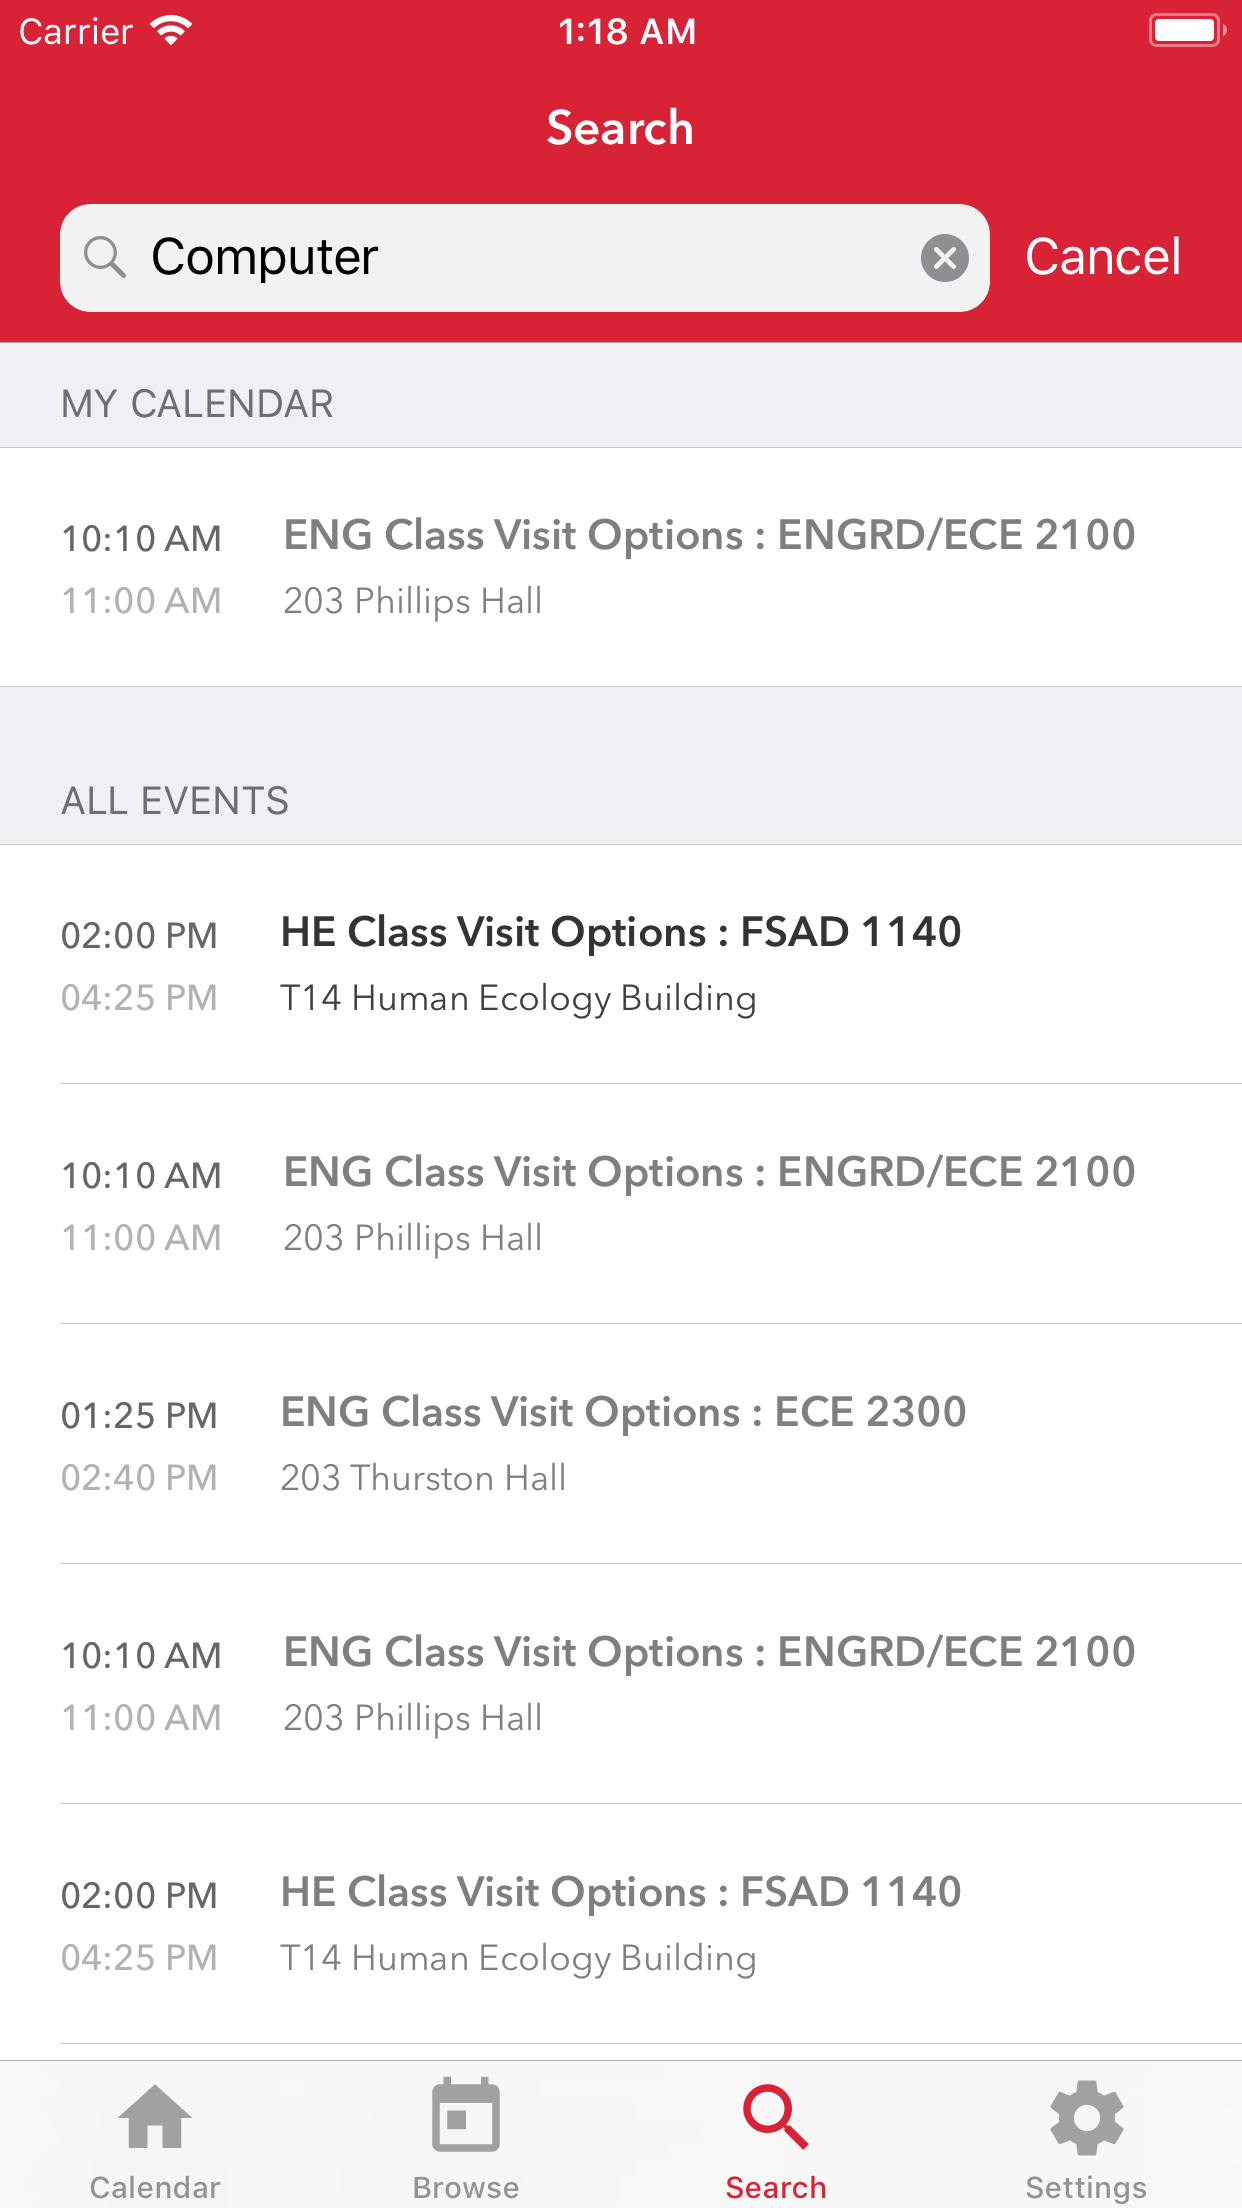 Carrier 1:18 AM
Search
Computer Cancel
MY CALENDAR
10:10 AM ENG Class Visit Options : ENGRD/ECE 2100
11:00 AM 203 Phillips Hall
ALL EVENTS
02:00 PM HE Class Visit Options : FSAD 1140
04:25 PM T14 Human Ecology Building
10:10 AM ENG Class Visit Options : ENGRD/ECE 2100
11:00 AM 203 Phillips Hall
01:25 PM ENG Class Visit Options : ECE 2300
02:40 PM 203 Thurston Hall
10:10 AM ENG Class Visit Options : ENGRD/ECE 2100
11:00 AM 203 Phillips Hall
02:00 PM HE Class Visit Options : FSAD 1140
04:25 PM T14 Human Ecology Building
Calendar Browse Search Settings